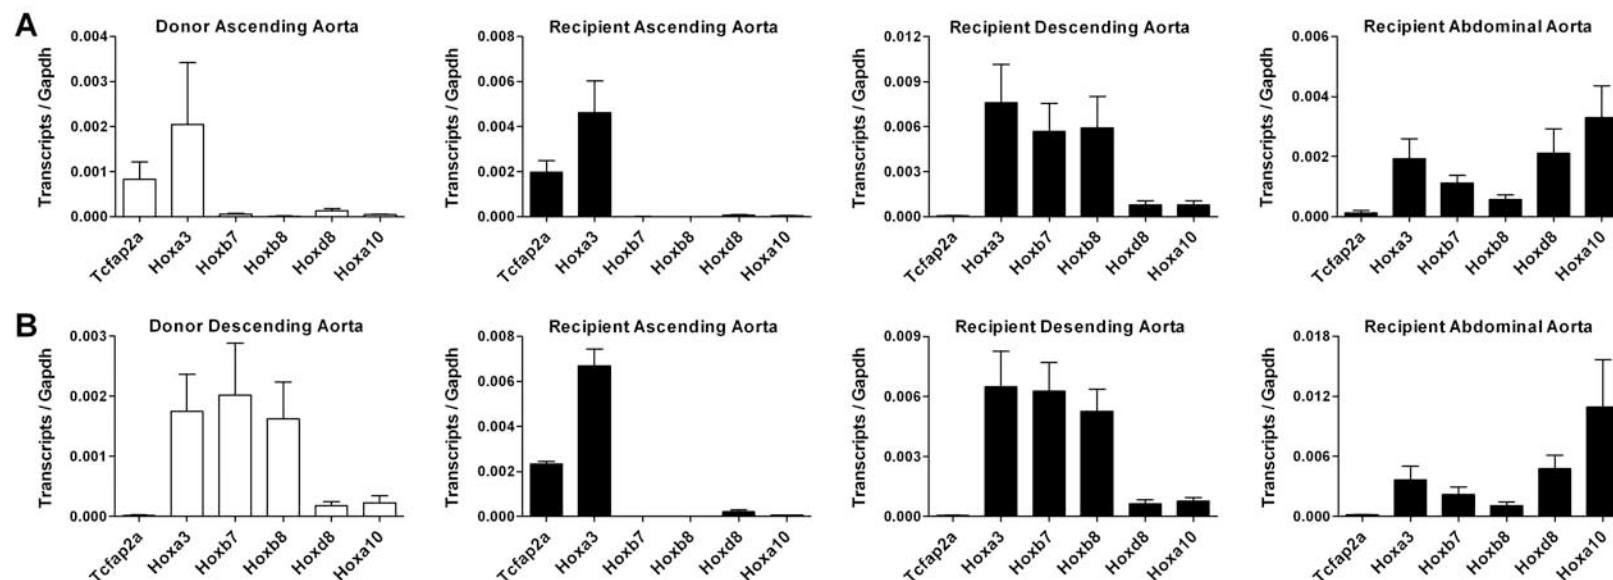 A
Donor Ascending Aorta
Transcripts / Gapdh
0.004
0.003
0.002
0.001
0.000
Tcfap2a
Hoxa3
Hoxb7
Hoxb8
Hoxd8
Hoxa10
Recipient Ascending Aorta
Transcripts / Gapdh
0.008
0.006
0.004
0.002
0.000
Tcfap2a
Hoxa3
Hoxb7
Hoxb8
Hoxd8
Hoxa10
Recipient Descending Aorta
Transcripts / Gapdh
0.012
0.009
0.006
0.003
0.000
Tcfap2a
Hoxa3
Hoxb7
Hoxb8
Hoxd8
Hoxa10
Recipient Abdominal Aorta
Transcripts / Gapdh
0.006
0.004
0.002
0.000
Tcfap2a
Hoxa3
Hoxb7
Hoxb8
Hoxd8
Hoxa10
B
Donor Descending Aorta
Transcripts / Gapdh
0.003
0.002
0.001
0.000
Tcfap2a
Hoxa3
Hoxb7
Hoxb8
Hoxd8
Hoxa10
Recipient Ascending Aorta
Transcripts / Gapdh
0.008
0.006
0.004
0.002
0.000
Tcfap2a
Hoxa3
Hoxb7
Hoxb8
Hoxd8
Hoxa10
Recipient Desending Aorta
Transcripts / Gapdh
0.009
0.006
0.003
0.000
Tcfap2a
Hoxa3
Hoxb7
Hoxb8
Hoxd8
Hoxa10
Recipient Abdominal Aorta
Transcripts / Gapdh
0.018
0.012
0.006
0.000
Tcfap2a
Hoxa3
Hoxb7
Hoxb8
Hoxd8
Hoxa10